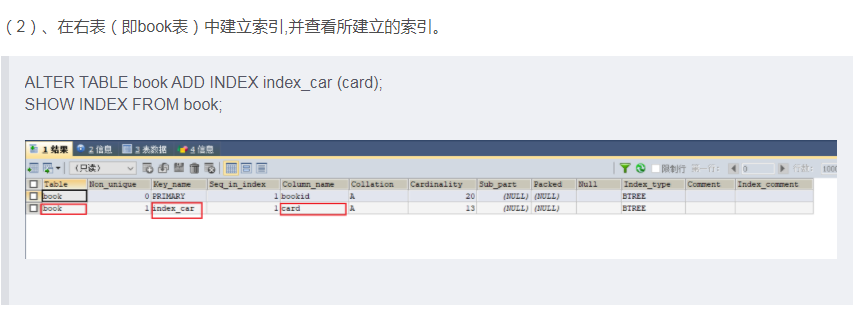 （2）、在右表（即book表）中建立索引,并查看所建立的索引。
ALTER TABLE book ADD INDEX index_car (card);
SHOW INDEX FROM book;
1 结果 2 信息 3 表数据 4 信息
（只读） 限制行 第一行: 0 行数: 1000
Table Non_unique Key_name Seq_in_index Column_name Collation Cardinality Sub_part Packed Null Index_type Comment Index_comment
book 0 PRIMARY 1 bookid A 20 (NULL) (NULL) BTREE
book 1 index_car 1 card A 13 (NULL) (NULL) BTREE